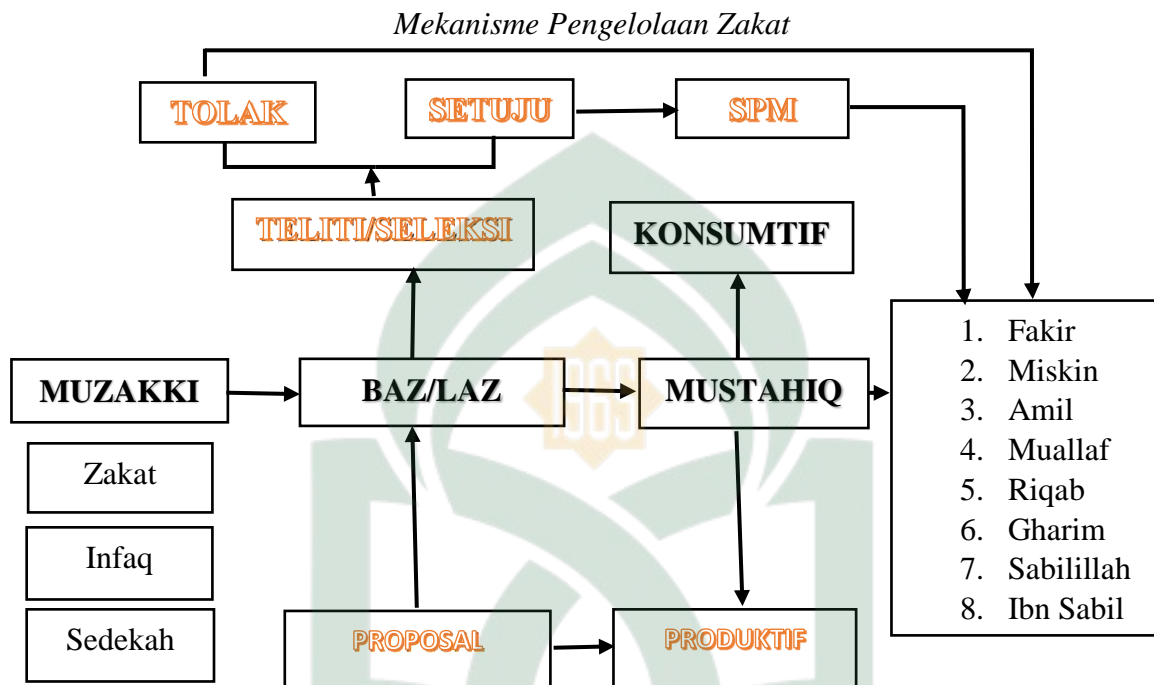 Mekanisme Pengelolaan Zakat
TOLAK
SETUJU
SPM
TELITI/SELEKSI
KONSUMTIF
MUZAKKI
BAZ/LAZ
MUSTAHIQ
1. Fakir
2. Miskin
3. Amil
4. Muallaf
5. Riqab
6. Gharim
7. Sabilillah
8. Ibn Sabil
Zakat
Infaq
Sedekah
PROPOSAL
PRODUKTIF
1965